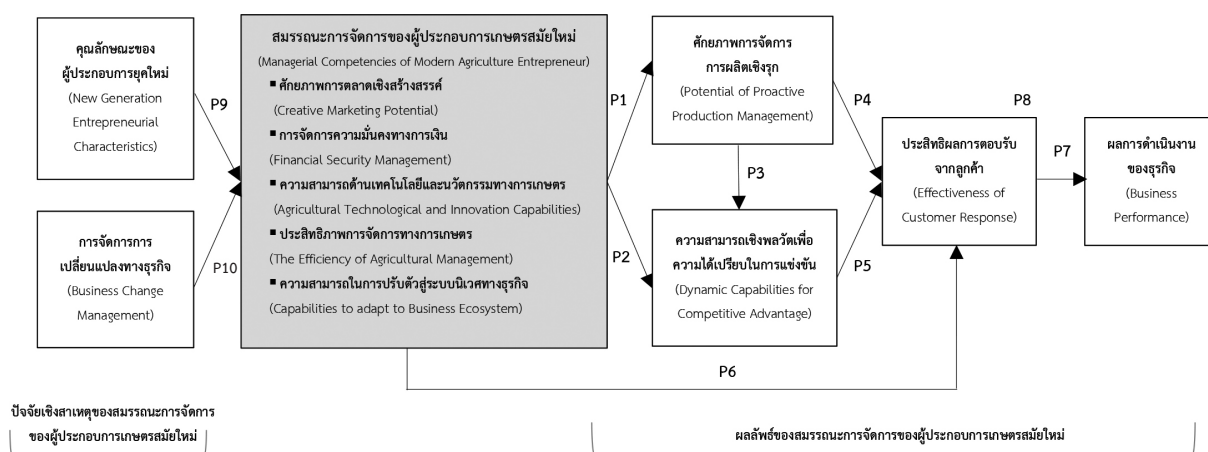 คุณลักษณะของ
ผู้ประกอบการยุคใหม่
(New Generation
Entrepreneurial
Characteristics)
การจัดการการ
เปลี่ยนแปลงทางธุรกิจ
(Business Change
Management)
P9
P10
สมรรถนะการจัดการของผู้ประกอบการเกษตรสมัยใหม่
(Managerial Competencies of Modern Agriculture Entrepreneur)
▪ ศักยภาพการตลาดเชิงสร้างสรรค์
(Creative Marketing Potential)
▪ การจัดการความมั่นคงทางการเงิน
(Financial Security Management)
▪ ความสามารถด้านเทคโนโลยีและนวัตกรรมทางการเกษตร
(Agricultural Technological and Innovation Capabilities)
▪ ประสิทธิภาพการจัดการทางการเกษตร
(The Efficiency of Agricultural Management)
▪ ความสามารถในการปรับตัวสู่ระบบนิเวศทางธุรกิจ
(Capabilities to adapt to Business Ecosystem)
P1
P2
ศักยภาพการจัดการ
การผลิตเชิงรุก
(Potential of Proactive
Production Management)
P3
ความสามารถเชิงพลวัตเพื่อ
ความได้เปรียบในการแข่งขัน
(Dynamic Capabilities for
Competitive Advantage)
P4
P5
P6
P8
ประสิทธิผลการตอบรับ
จากลูกค้า
(Effectiveness of
Customer Response)
P7
ผลการดำเนินงาน
ของธุรกิจ
(Business
Performance)
ปัจจัยเชิงสาเหตุของสมรรถนะการจัดการ
ของผู้ประกอบการเกษตรสมัยใหม่
ผลลัพธ์ของสมรรถนะการจัดการของผู้ประกอบการเกษตรสมัยใหม่